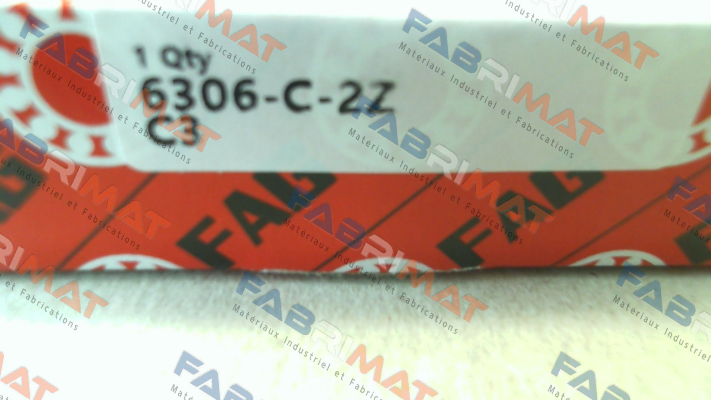 1 Qty
6306-C-2Z
C3
FAG FAG
FABRIMAT
Matériaux Industriel et Fabrications